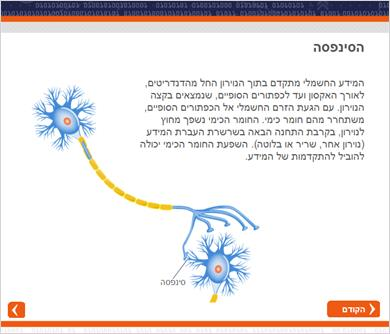 הסינפסה
המידע החשמלי מתקדם בתוך הנוירון החל מהדנדריטים,
לאורך האקסון ועד לכפתורים הסופיים, שנמצאים בקצה
הנוירון. עם הגעת הזרם החשמלי אל הכפתורים הסופיים,
משתחרר מהם חומר כימי. החומר הכימי נשפך מחוץ
לנוירון, בקרבת התחנה הבאה בשרשרת העברת המידע
(נוירון אחר, שריר או בלוטה). השפעת החומר הכימי יכולה
להוביל להתקדמות של המידע.
סינפסה
הקודם